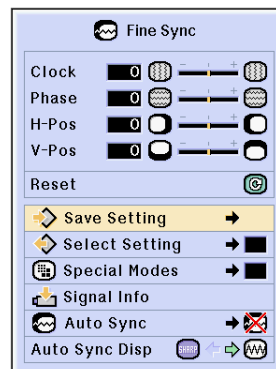 Fine Sync
Clock 0 - +
Phase 0 - +
H-Pos 0 - +
V-Pos 0 - +
Reset
Save Setting
Select Setting
Special Modes
Signal Info
Auto Sync
Auto Sync Disp SHARP